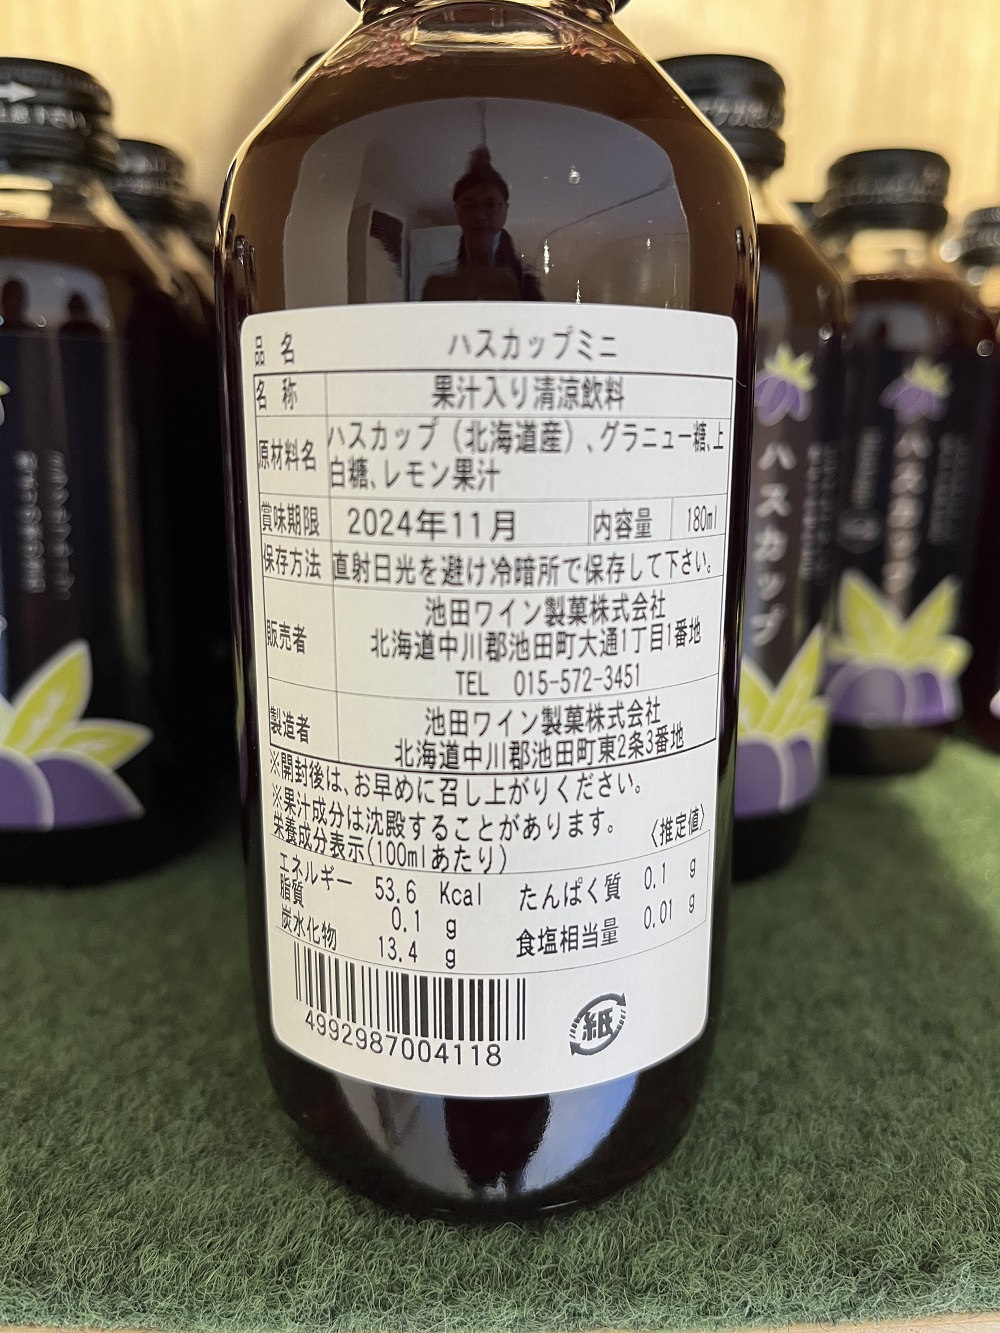 品名 ハスカップミニ
名称 果汁入り清涼飲料
原材料名 ハスカップ（北海道産）、グラニュー糖、上
白糖、レモン果汁
賞味期限 2024年11月 内容量 180ml
保存方法 直射日光を避け冷暗所で保存して下さい。
販売者 池田ワイン製菓株式会社
北海道中川郡池田町大通1丁目1番地
TEL 015-572-3451
製造者 池田ワイン製菓株式会社
北海道中川郡池田町東2条3番地
※開封後は、お早めに召し上がりください。
※果汁成分は沈殿することがあります。
栄養成分表示(100mlあたり) 〈推定値〉
エネルギー 53.6 Kcal たんぱく質 0.1 g
脂質 0.1 g 食塩相当量 0.01 g
炭水化物 13.4 g
4992987004118
紙
ハスカップ
ハスカップ